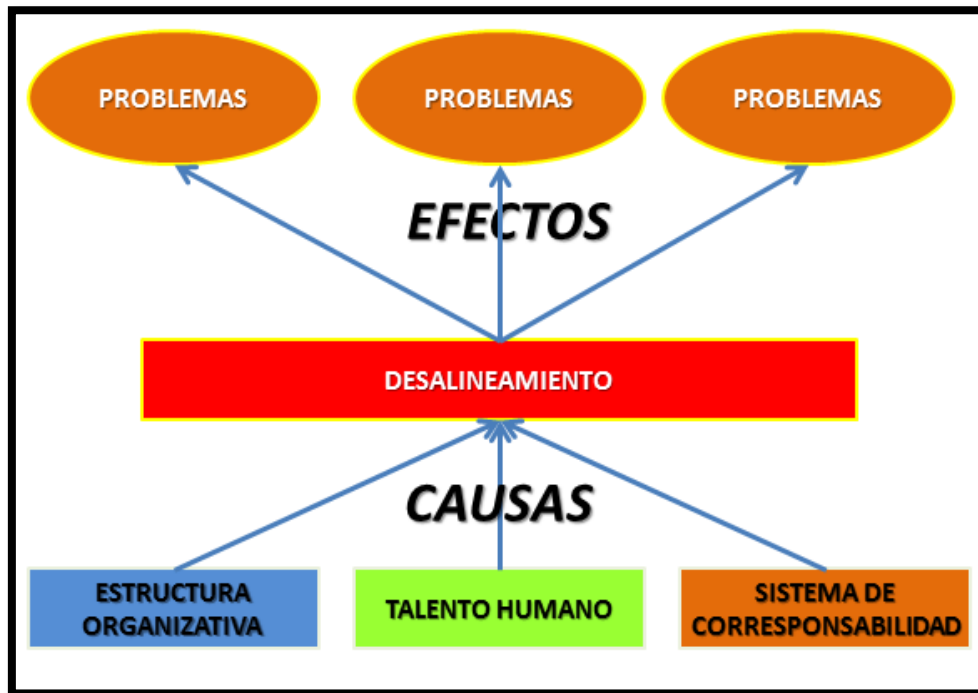 PROBLEMAS
PROBLEMAS
PROBLEMAS
EFECTOS
DESALINEAMIENTO
CAUSAS
ESTRUCTURA
ORGANIZATIVA
TALENTO HUMANO
SISTEMA DE
CORRESPONSABILIDAD